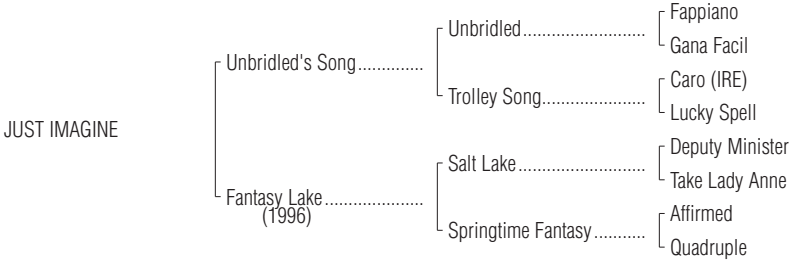 Fappiano
Unbridled..........................
Gana Facil
Unbridled's Song..............
Caro (IRE)
Trolley Song......................
Lucky Spell
JUST IMAGINE
Deputy Minister
Salt Lake...........................
Take Lady Anne
Fantasy Lake.....................
(1996)
Affirmed
Springtime Fantasy...........
Quadruple